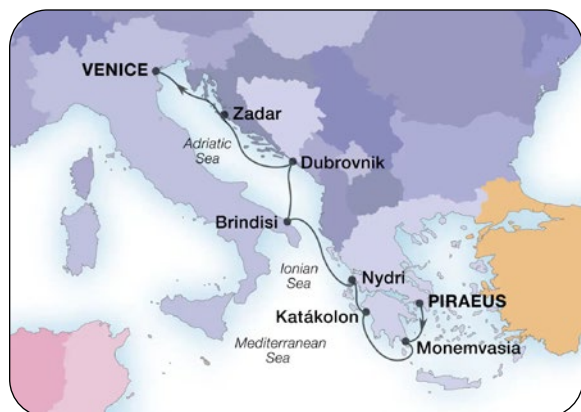 VENICE
Zadar
Adriatic
Sea
Dubrovnik
Brindisi
Ionian
Sea
Nydri
PIRAEUS
Katákolon
Monemvasia
Mediterranean
Sea